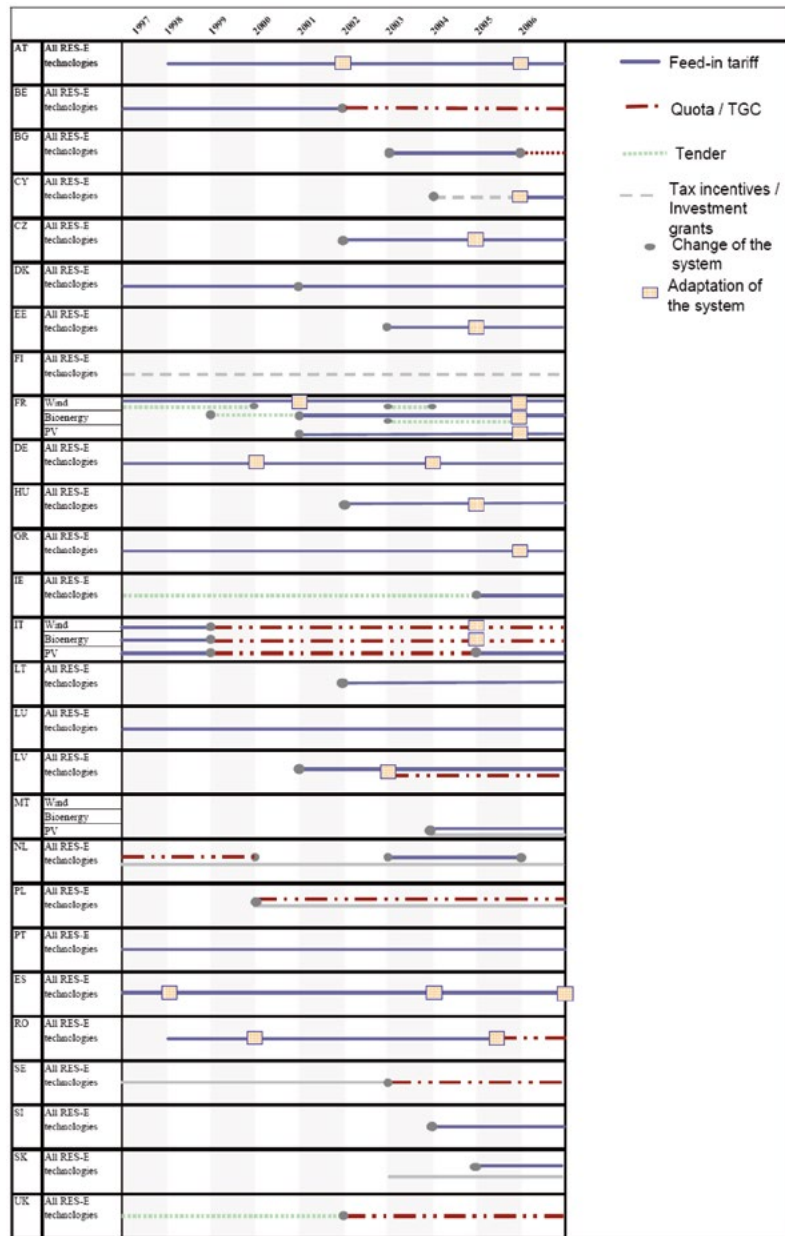 1997 1998 1999 2000 2001 2002 2003 2004 2005 2006
AT All RES-E
technologies
BE All RES-E
technologies
BG All RES-E
technologies
CY All RES-E
technologies
CZ All RES-E
technologies
DK All RES-E
technologies
EE All RES-E
technologies
FI All RES-E
technologies
FR Wind
Bioenergy
PV
DE All RES-E
technologies
HU All RES-E
technologies
GR All RES-E
technologies
IE All RES-E
technologies
IT Wind
Bioenergy
PV
LT All RES-E
technologies
LU All RES-E
technologies
LV All RES-E
technologies
MT Wind
Bioenergy
PV
NL All RES-E
technologies
PL All RES-E
technologies
PT All RES-E
technologies
ES All RES-E
technologies
RO All RES-E
technologies
SE All RES-E
technologies
SI All RES-E
technologies
SK All RES-E
technologies
UK All RES-E
technologies
Feed-in tariff
Quota / TGC
Tender
Tax incentives /
Investment
grants
Change of the
system
Adaptation of
the system